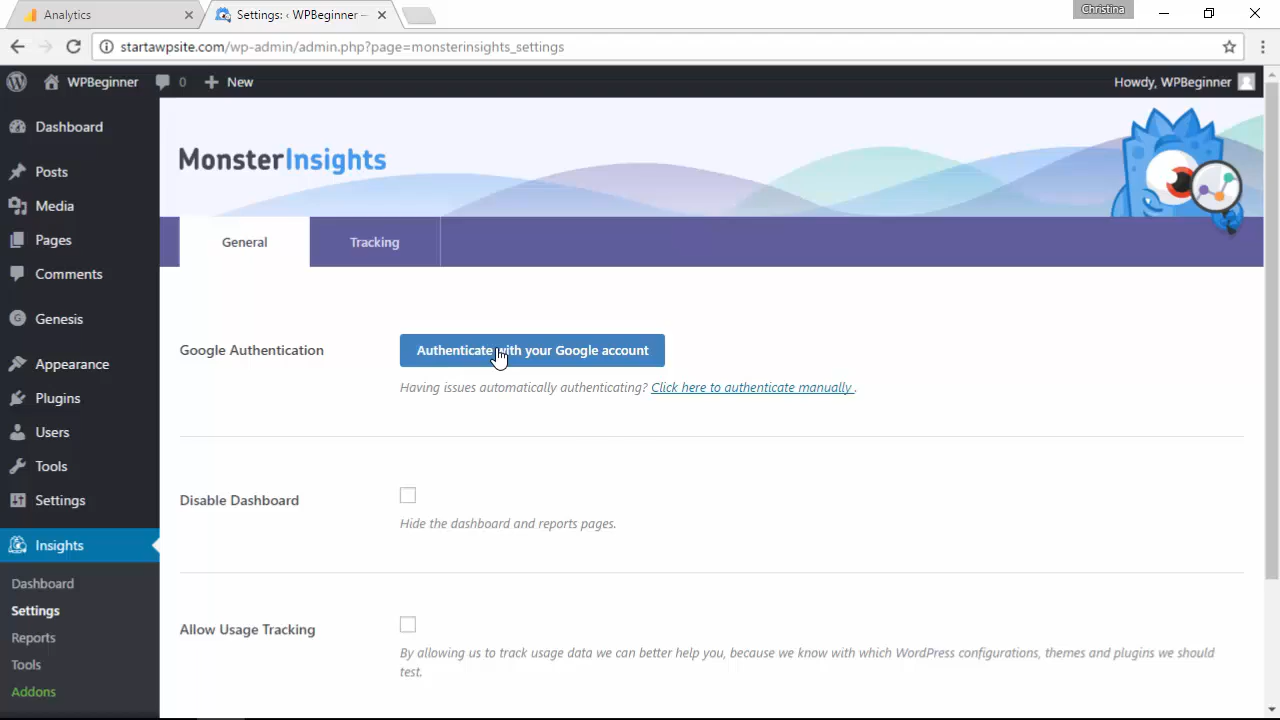 Analytics
Settings: ‹ WPBeginner —
Christina
startawpsite.com/wp-admin/admin.php?page=monsterinsights_settings
WPBeginner
0
New
Howdy, WPBeginner
Dashboard
Posts
Media
Pages
Comments
Genesis
Appearance
Plugins
Users
Tools
Settings
Insights
Dashboard
Settings
Reports
Tools
Addons
MonsterInsights
General
Tracking
Google Authentication
Authenticate with your Google account
Having issues automatically authenticating? Click here to authenticate manually .
Disable Dashboard
Hide the dashboard and reports pages.
Allow Usage Tracking
By allowing us to track usage data we can better help you, because we know with which WordPress configurations, themes and plugins we should
test.